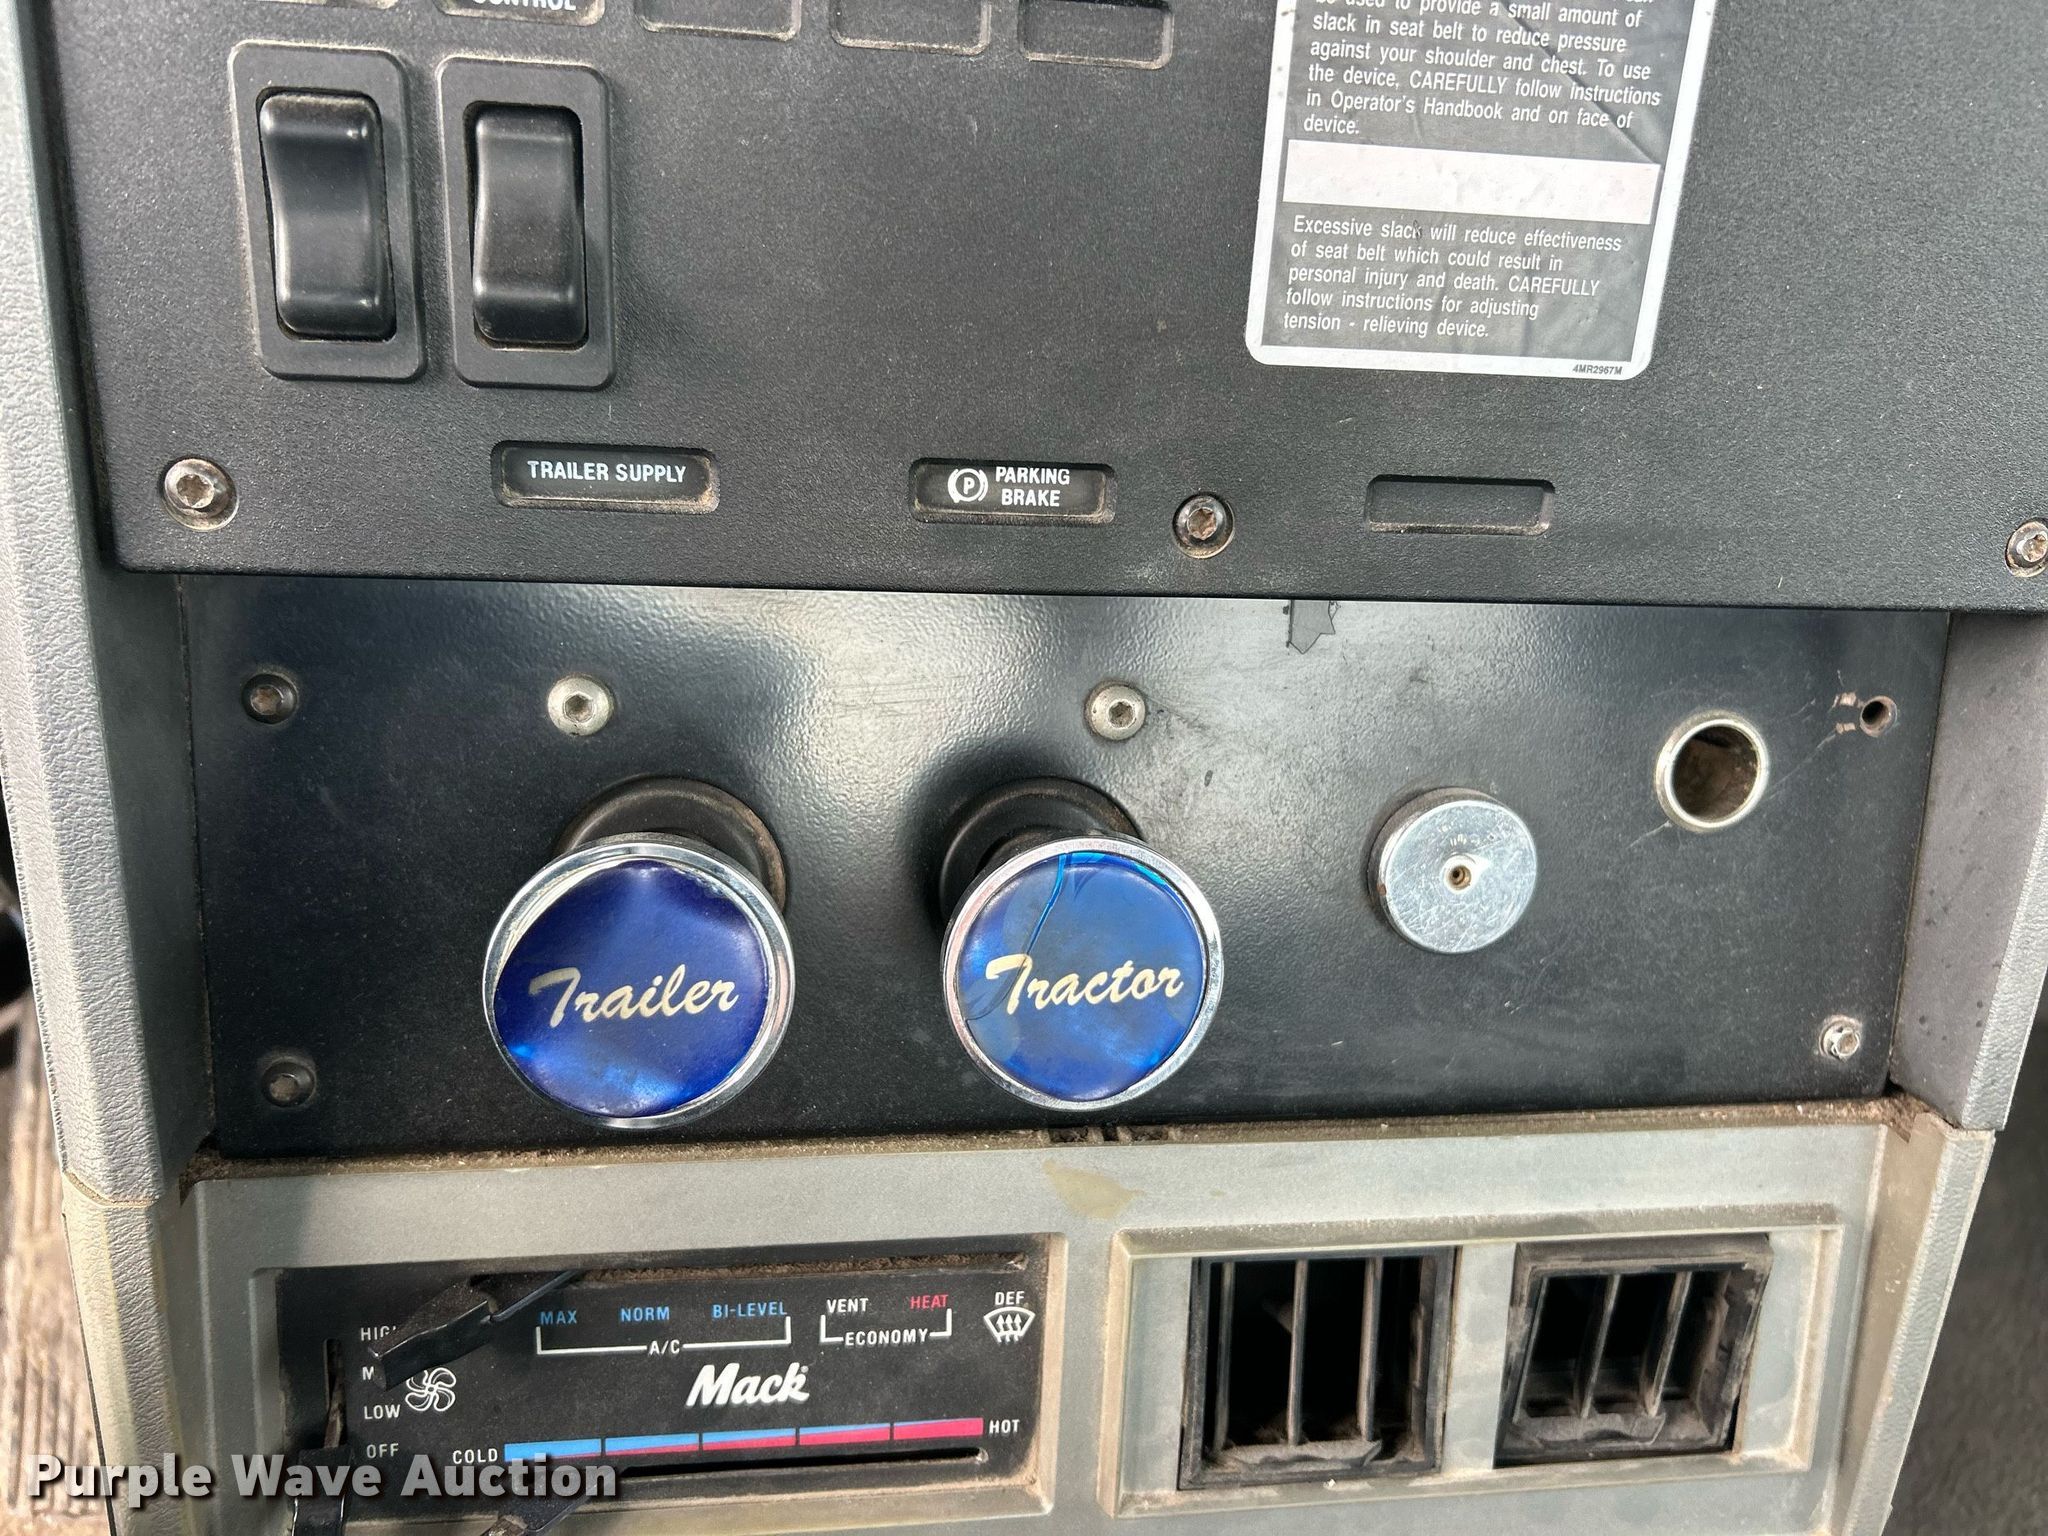 CONTROL
be used to provide a small amount of
slack in seat belt to reduce pressure
against your shoulder and chest. To use
the device, CAREFULLY follow instructions
in Operator's Handbook and on face of
device.
Excessive slack will reduce effectiveness
of seat belt which could result in
personal injury and death. CAREFULLY
follow instructions for adjusting
tension - relieving device.
4MR2967M
TRAILER SUPPLY
P PARKING
BRAKE
Trailer
Tractor
MAX NORM BI-LEVEL VENT HEAT DEF
A/C ECONOMY
LOW
OFF
Mack
COLD HOT
Purple Wave Auction